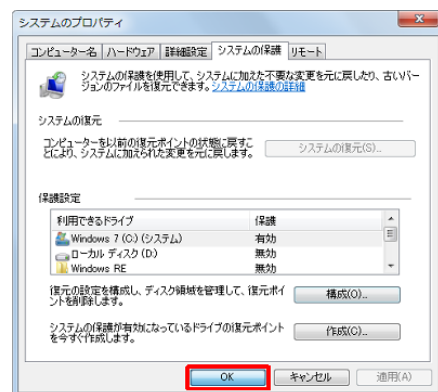 システムのプロパティ
コンピューター名 ハードウェア 詳細設定 システムの保護 リモート
システムの保護を使用して、システムに加えた不要な変更を元に戻したり、古いバー
ジョンのファイルを復元できます。システムの保護の詳細
システムの復元
コンピューターを以前の復元ポイントの状態に戻すこ
とにより、システムに加えられた変更を元に戻します。
システムの復元(S)...
保護設定
利用できるドライブ 保護
Windows 7 (C:) (システム) 有効
ローカル ディスク (D:) 無効
Windows RE 無効
復元の設定を構成し、ディスク領域を管理して、復元ポイ
ントを削除します。
構成(O)...
システムの保護が有効になっているドライブの復元ポイント
を今すぐ作成します。
作成(C)...
OK キャンセル 適用(A)